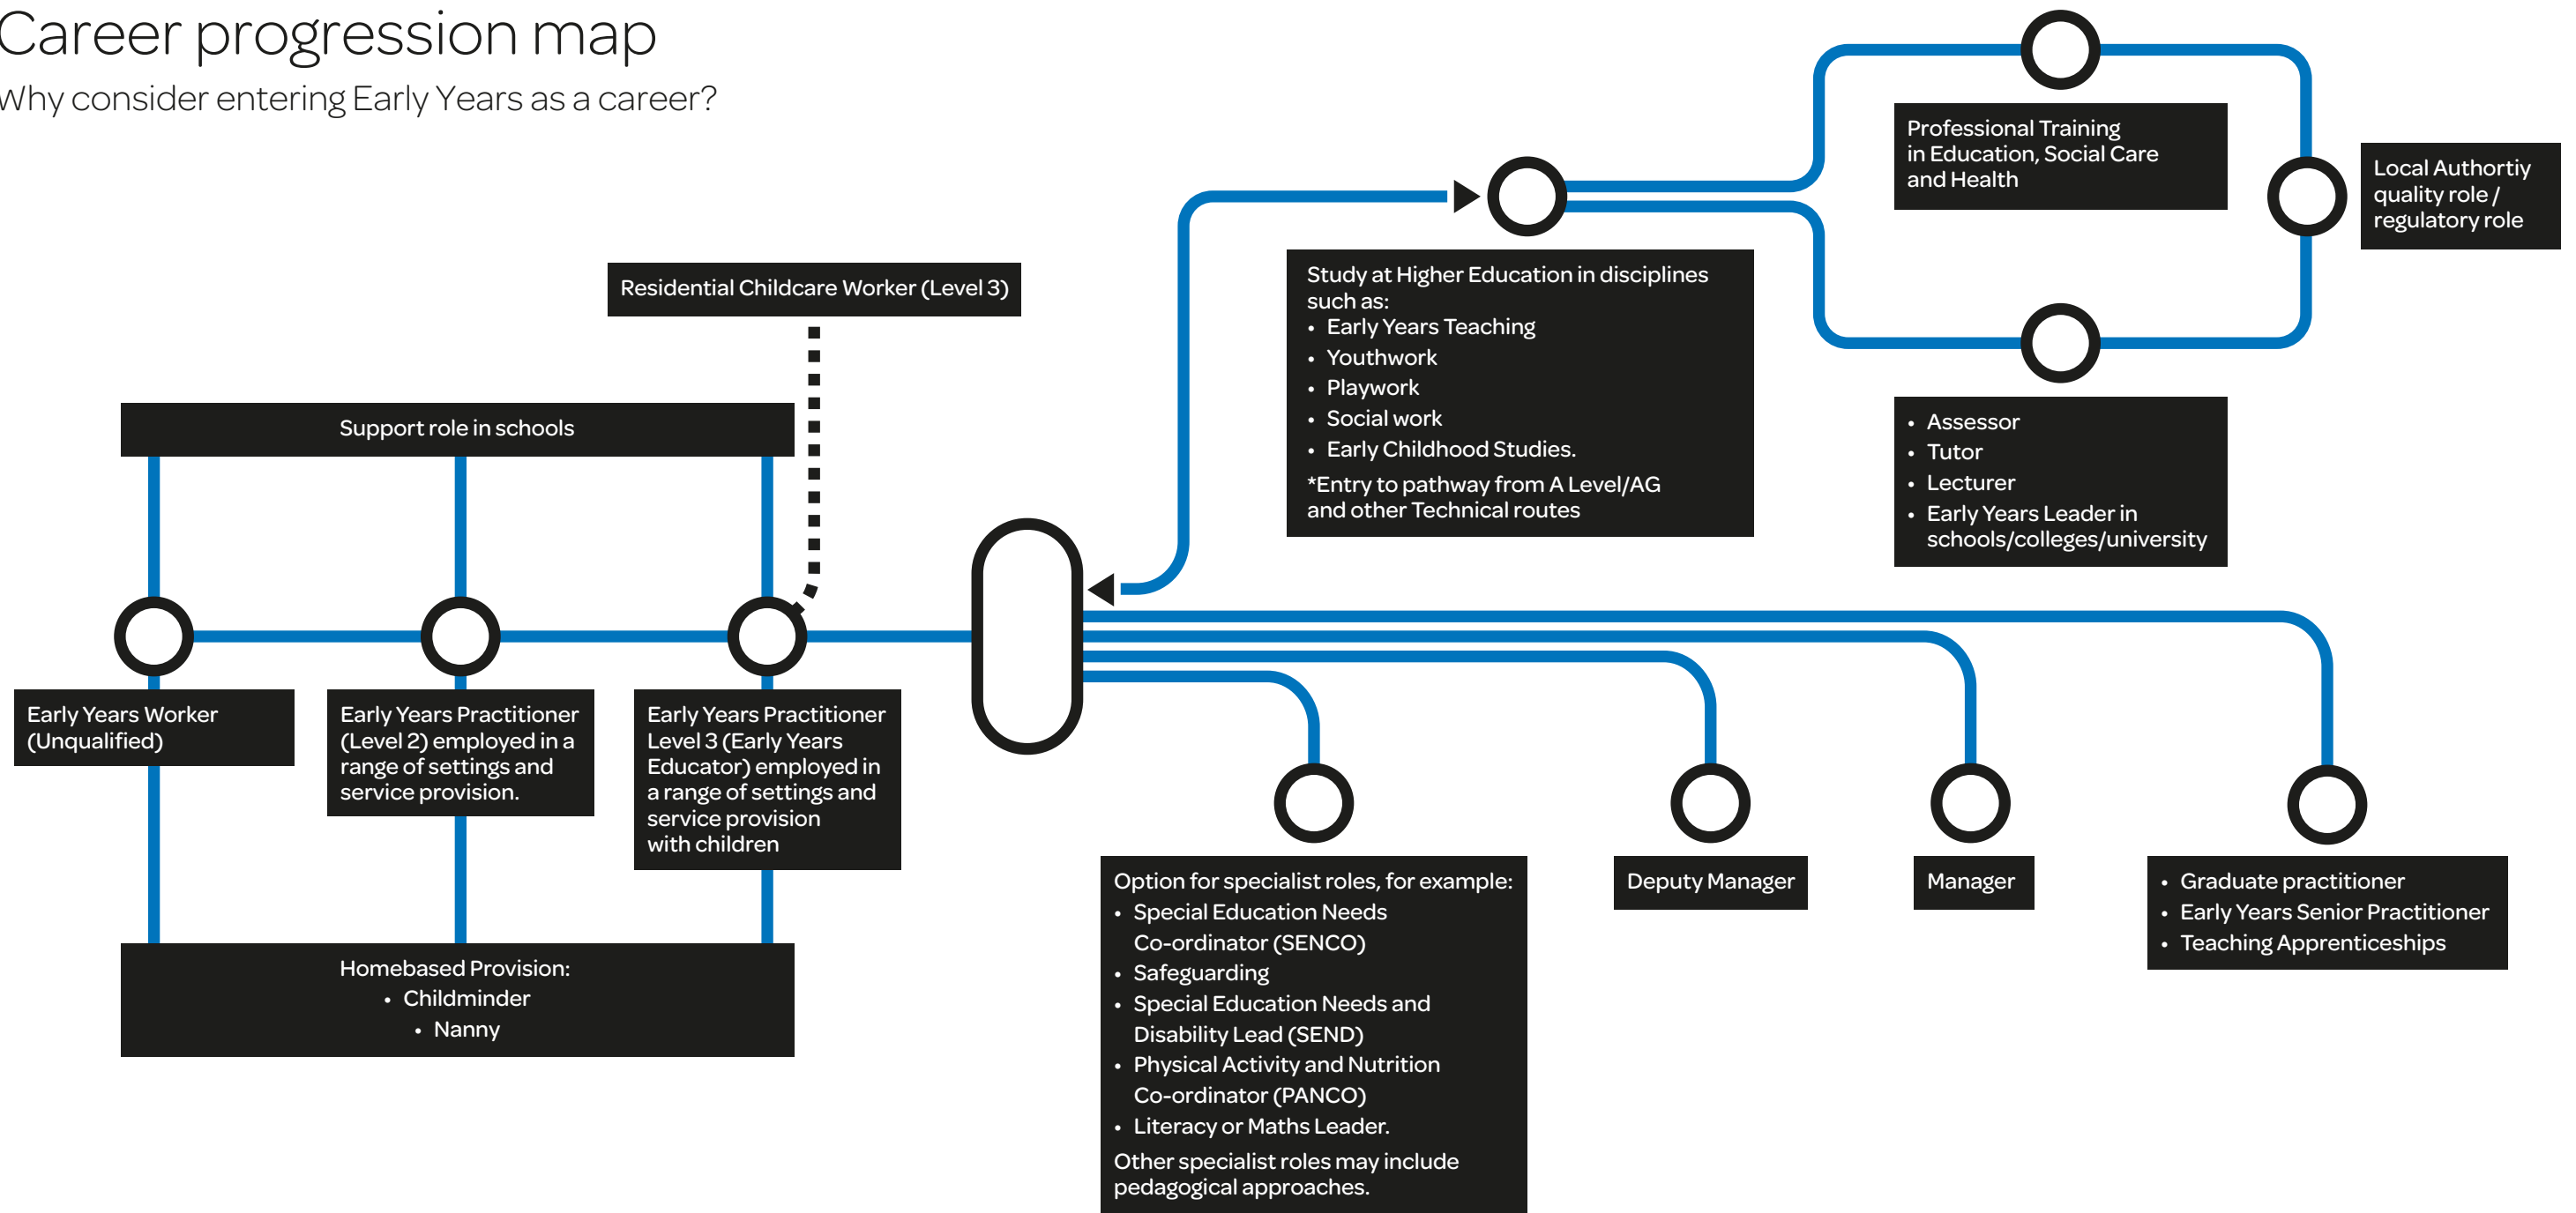 Career progression map
Why consider entering Early Years as a career?
Professional Training
in Education, Social Care
and Health
Local Authortiy
quality role /
regulatory role
Study at Higher Education in disciplines
such as:
• Early Years Teaching
• Youthwork
• Playwork
• Social work
• Early Childhood Studies.
*Entry to pathway from A Level/AG
and other Technical routes
• Assessor
• Tutor
• Lecturer
• Early Years Leader in
schools/colleges/university
Residential Childcare Worker (Level 3)
Support role in schools
Early Years Worker
(Unqualified)
Early Years Practitioner
(Level 2) employed in a
range of settings and
service provision.
Early Years Practitioner
Level 3 (Early Years
Educator) employed in
a range of settings and
service provision
with children
Homebased Provision:
• Childminder
• Nanny
Option for specialist roles, for example:
• Special Education Needs
Co-ordinator (SENCO)
• Safeguarding
• Special Education Needs and
Disability Lead (SEND)
• Physical Activity and Nutrition
Co-ordinator (PANCO)
• Literacy or Maths Leader.
Other specialist roles may include
pedagogical approaches.
Deputy Manager
Manager
• Graduate practitioner
• Early Years Senior Practitioner
• Teaching Apprenticeships